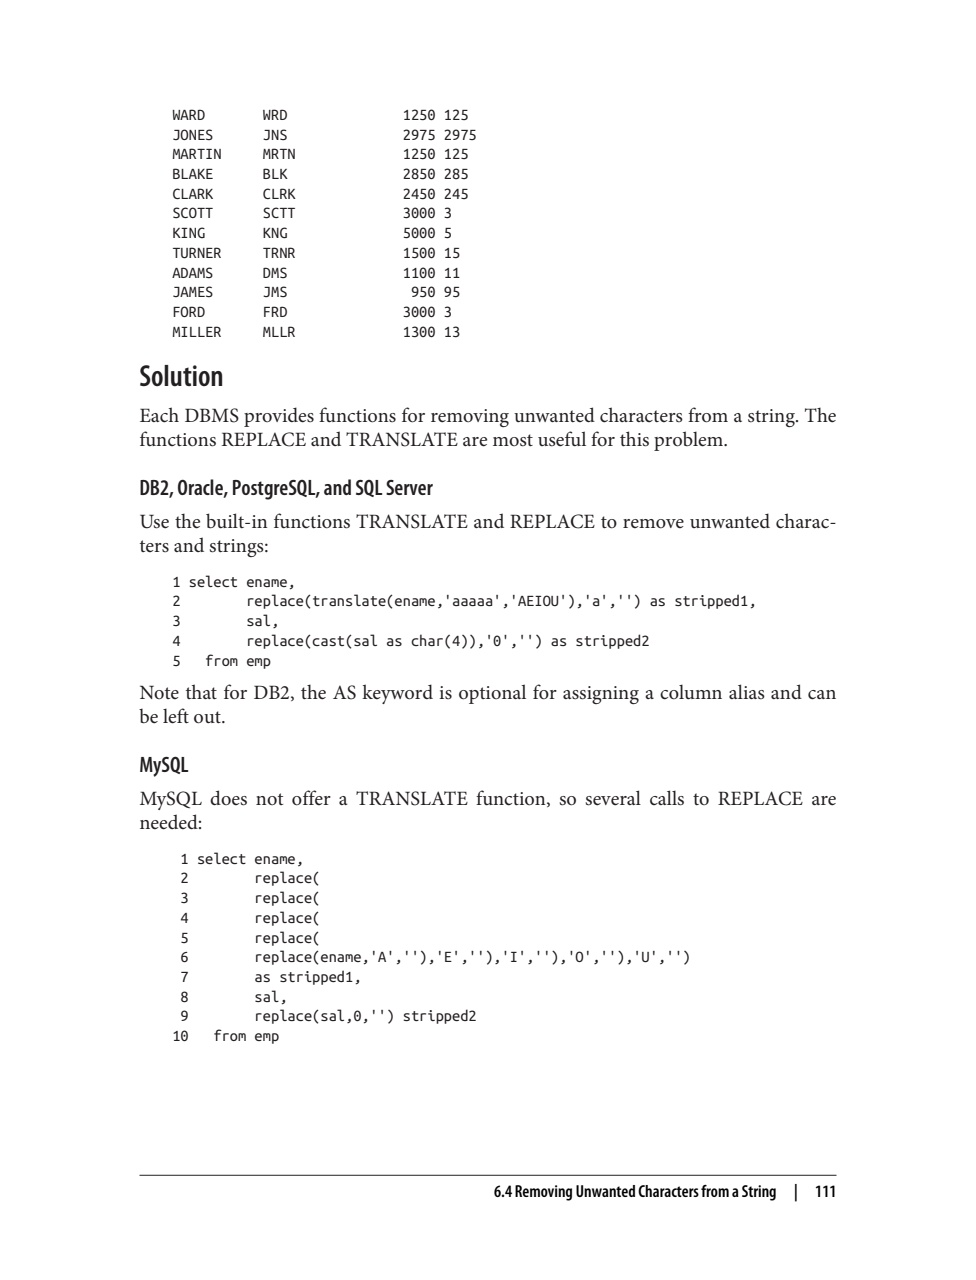 WARD       WRD             1250 125
JONES      JNS             2975 2975
MARTIN     MRTN            1250 125
BLAKE      BLK             2850 285
CLARK      CLRK            2450 245
SCOTT      SCTT            3000 3
KING       KNG             5000 5
TURNER     TRNR            1500 15
ADAMS      DMS             1100 11
JAMES      JMS              950 95
FORD       FRD             3000 3
MILLER     MLLR            1300 13
Solution
Each DBMS provides functions for removing unwanted characters from a string. The
functions REPLACE and TRANSLATE are most useful for this problem.
DB2, Oracle, PostgreSQL, and SQL Server
Use the built-in functions TRANSLATE and REPLACE to remove unwanted charac-
ters and strings:
1 select ename,
2        replace(translate(ename,'aaaaa','AEIOU'),'a','') as stripped1,
3        sal,
4        replace(cast(sal as char(4)),'0','') as stripped2
5   from emp
Note that for DB2, the AS keyword is optional for assigning a column alias and can
be left out.
MySQL
MySQL does not offer a TRANSLATE function, so several calls to REPLACE are
needed:
1 select ename,
2        replace(
3        replace(
4        replace(
5        replace(
6        replace(ename,'A',''),'E',''),'I',''),'O',''),'U','')
7        as stripped1,
8        sal,
9        replace(sal,0,'') stripped2
10   from emp
6.4 Removing Unwanted Characters from a String | 111